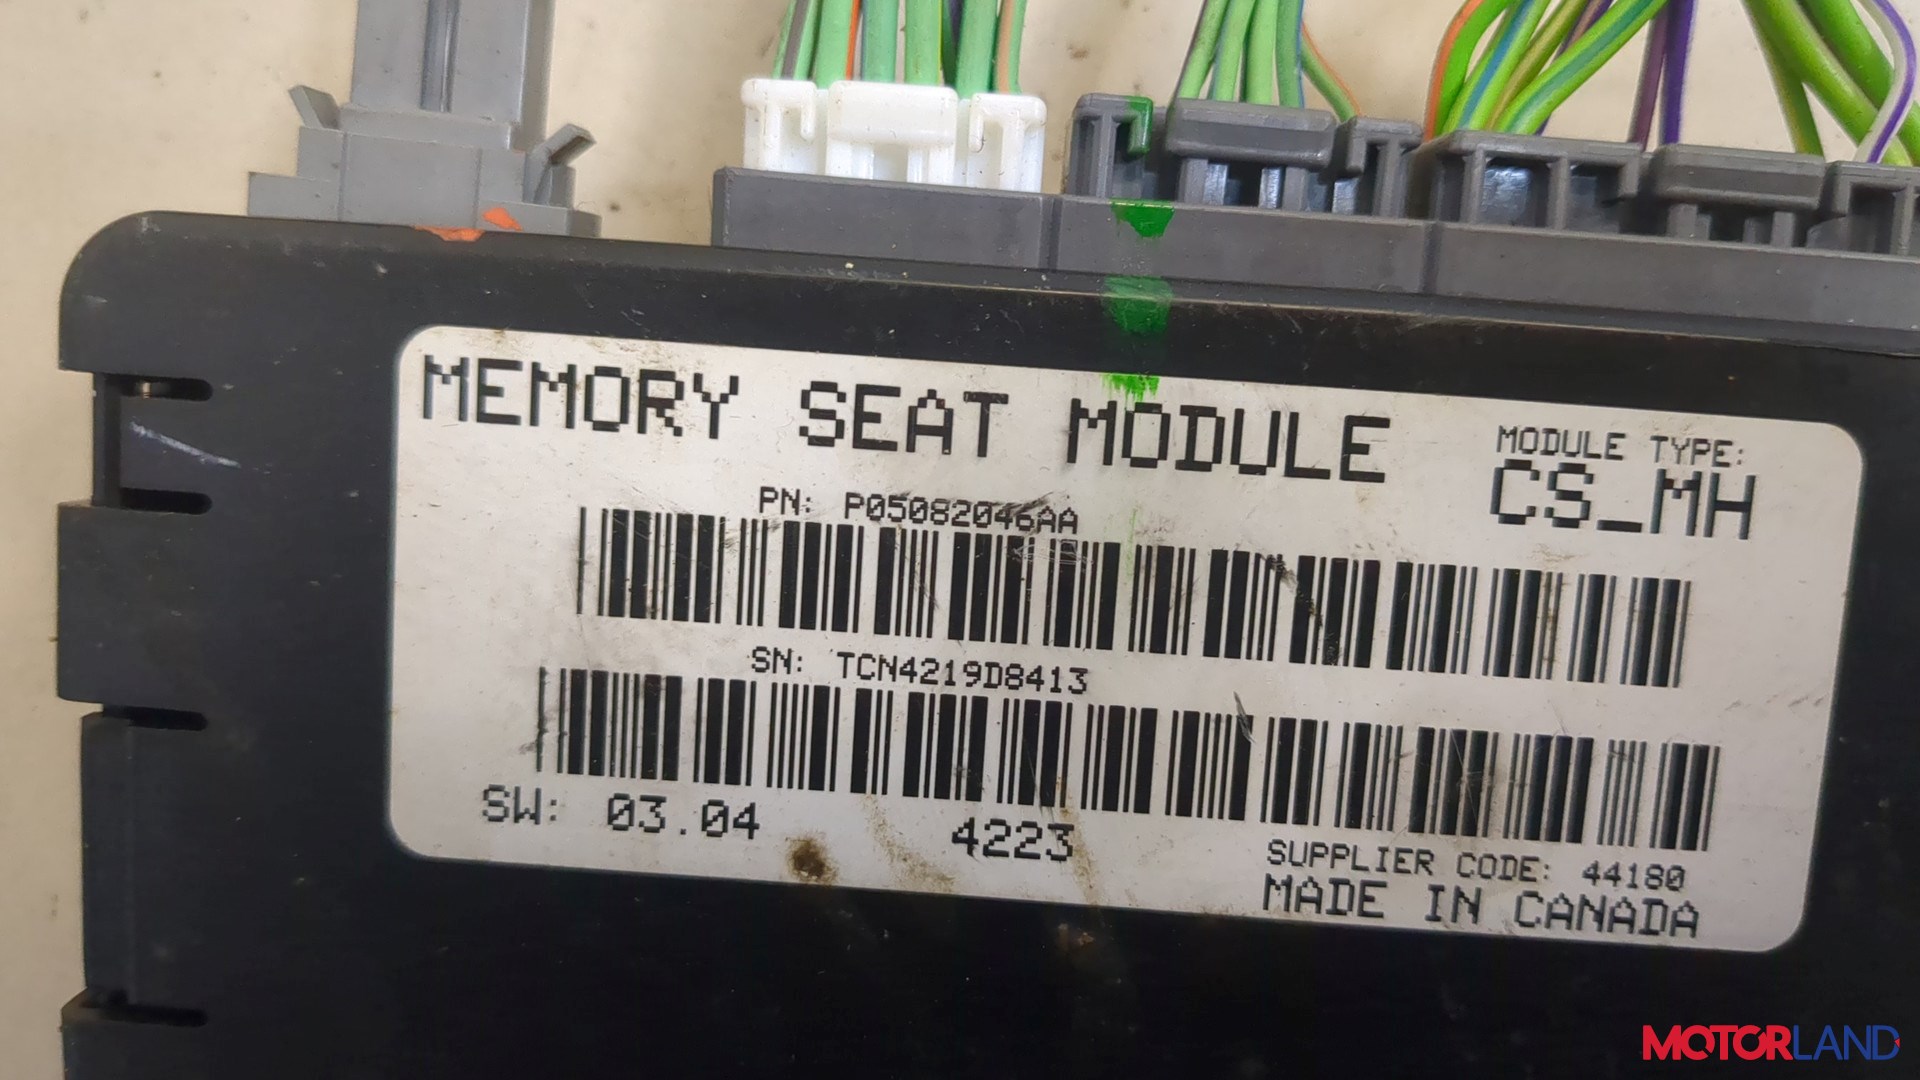 MEMORY SEAT MODULE
MODULE TYPE:
CS_MH
PN: P05082046AA
SN: TCN4219D8413
SW: 03.04
4223
SUPPLIER CODE: 44180
MADE IN CANADA
MOTORLAND